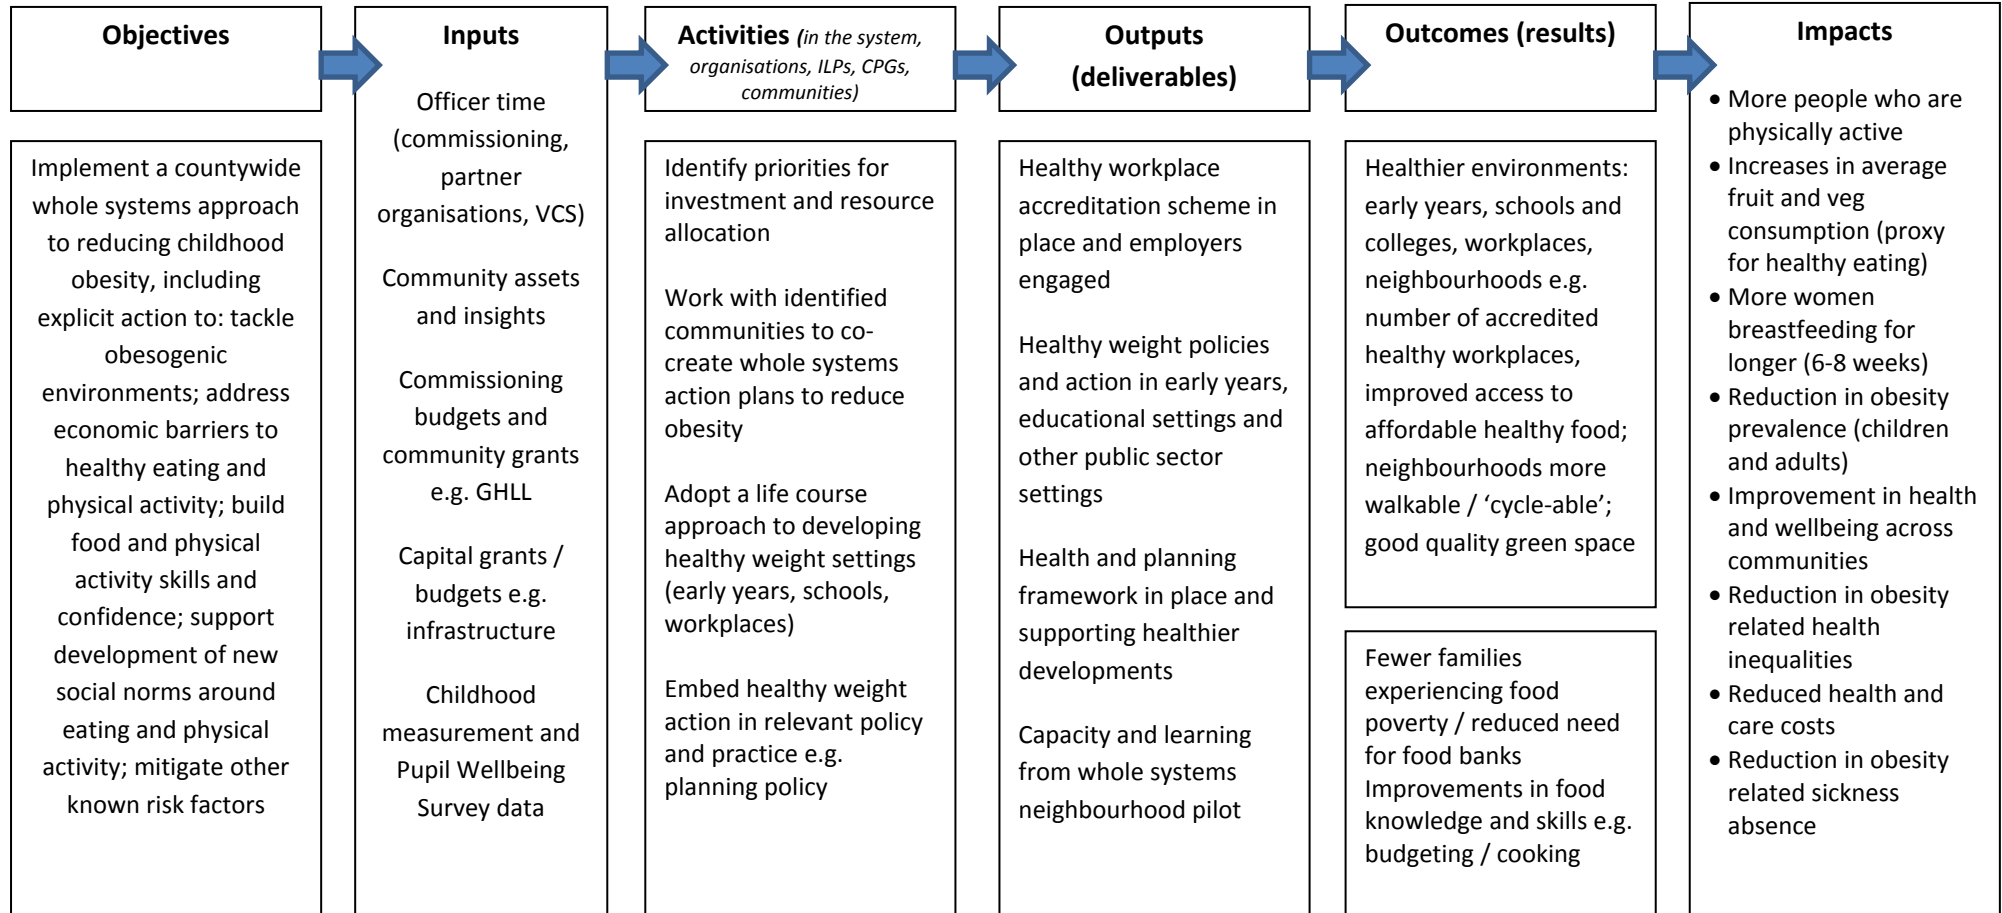 Objectives
Implement a countywide
whole systems approach
to reducing childhood
obesity, including
explicit action to: tackle
obesogenic
environments; address
economic barriers to
healthy eating and
physical activity; build
food and physical
activity skills and
confidence; support
development of new
social norms around
eating and physical
activity; mitigate other
known risk factors
Inputs
Officer time
(commissioning,
partner
organisations, VCS)
Community assets
and insights
Commissioning
budgets and
community grants
e.g. GHLL
Capital grants /
budgets e.g.
infrastructure
Childhood
measurement and
Pupil Wellbeing
Survey data
Activities (in the system,
organisations, ILPs, CPGs,
communities)
Identify priorities for
investment and resource
allocation
Work with identified
communities to co-
create whole systems
action plans to reduce
obesity
Adopt a life course
approach to developing
healthy weight settings
(early years, schools,
workplaces)
Embed healthy weight
action in relevant policy
and practice e.g.
planning policy
Outputs
(deliverables)
Healthy workplace
accreditation scheme in
place and employers
engaged
Healthy weight policies
and action in early years,
educational settings and
other public sector
settings
Health and planning
framework in place and
supporting healthier
developments
Capacity and learning
from whole systems
neighbourhood pilot
Outcomes (results)
Healthier environments:
early years, schools and
colleges, workplaces,
neighbourhoods e.g.
number of accredited
healthy workplaces,
improved access to
affordable healthy food;
neighbourhoods more
walkable / ‘cycle-able’;
good quality green space
Fewer families
experiencing food
poverty / reduced need
for food banks
Improvements in food
knowledge and skills e.g.
budgeting / cooking
Impacts
• More people who are
physically active
• Increases in average
fruit and veg
consumption (proxy
for healthy eating)
• More women
breastfeeding for
longer (6-8 weeks)
• Reduction in obesity
prevalence (children
and adults)
• Improvement in health
and wellbeing across
communities
• Reduction in obesity
related health
inequalities
• Reduced health and
care costs
• Reduction in obesity
related sickness
absence